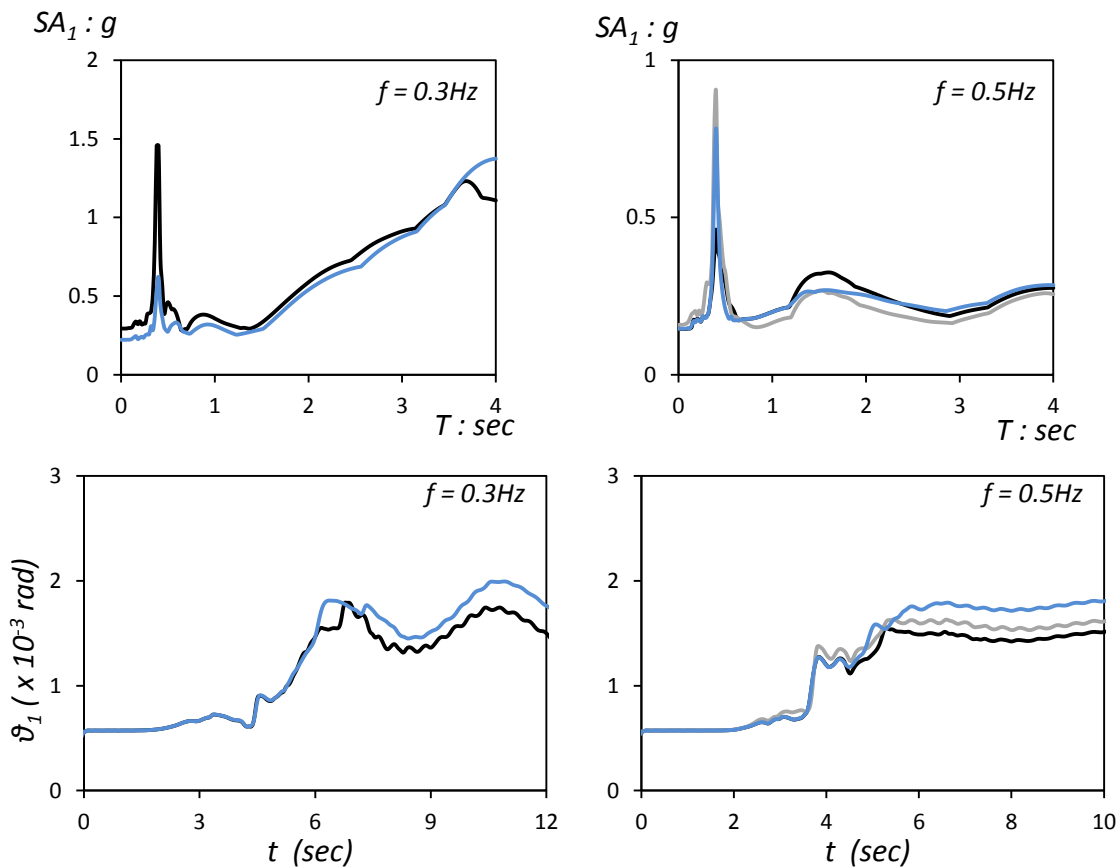 SA1 : g
2
1.5
1
0.5
0
0 1 2 3 4
f = 0.3Hz
T : sec
SA1 : g
1
0.5
0
0 1 2 3 4
f = 0.5Hz
T : sec
ϑ1 ( x 10-3 rad)
3
2
1
0
0 3 6 9 12
f = 0.3Hz
t (sec)
3
2
1
0
0 2 4 6 8 10
f = 0.5Hz
t (sec)